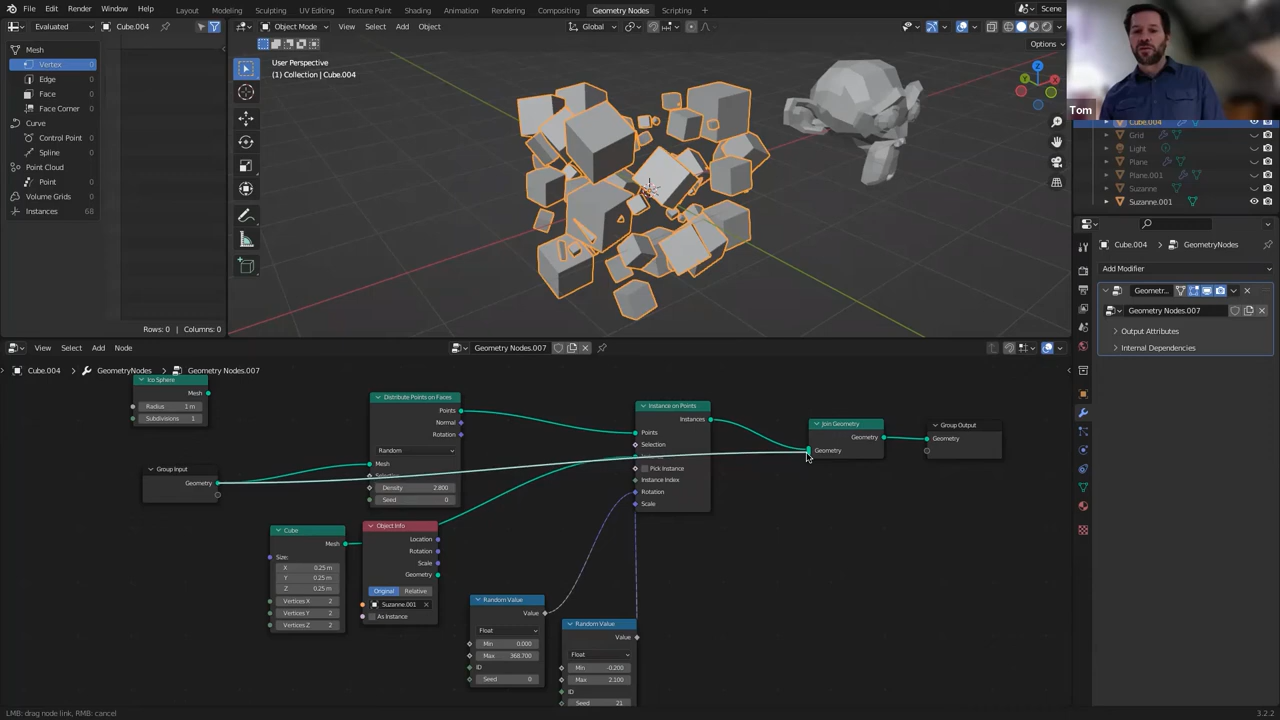 File Edit Render Window Help
Layout Modeling Sculpting UV Editing Texture Paint Shading Animation Rendering Compositing Geometry Nodes Scripting
Scene
Evaluated
Cube.004
Object Mode
View Select Add Object
Global
Options
Mesh
Vertex 0
Edge 0
Face 0
Face Corner 0
Curve
Control Point 0
Spline 0
Point Cloud
Point 0
Volume Grids 0
Instances 68
Rows: 0 | Columns: 0
User Perspective
(1) Collection | Cube.004
Z
Y
X
Tom
Cube.004
Grid
Light
Plane
Plane.001
Suzanne
Suzanne.001
Cube.004 > GeometryNodes
Add Modifier
Geometr...
Geometry Nodes.007
Output Attributes
Internal Dependencies
View Select Add Node
Geometry Nodes.007
Cube.004 > GeometryNodes > Geometry Nodes.007
Ico Sphere
Mesh
Radius 1 m
Subdivisions 1
Group Input
Geometry
Distribute Points on Faces
Points
Normal
Rotation
Random
Mesh
Density 2.800
Seed 0
Cube
Mesh
Size:
X 0.25 m
Y 0.25 m
Z 0.25 m
Vertices X 2
Vertices Y 2
Vertices Z 2
Object Info
Location
Rotation
Scale
Geometry
Original Relative
Suzanne.001
As Instance
Random Value
Value
Float
Min 0.000
Max 368.700
ID
Seed 0
Random Value
Value
Float
Min -0.200
Max 2.100
ID
Seed 21
Instance on Points
Instances
Points
Selection
Pick Instance
Instance Index
Rotation
Scale
Join Geometry
Geometry
Geometry
Group Output
Geometry
LMB: drag node link, RMB: cancel
3.2.2